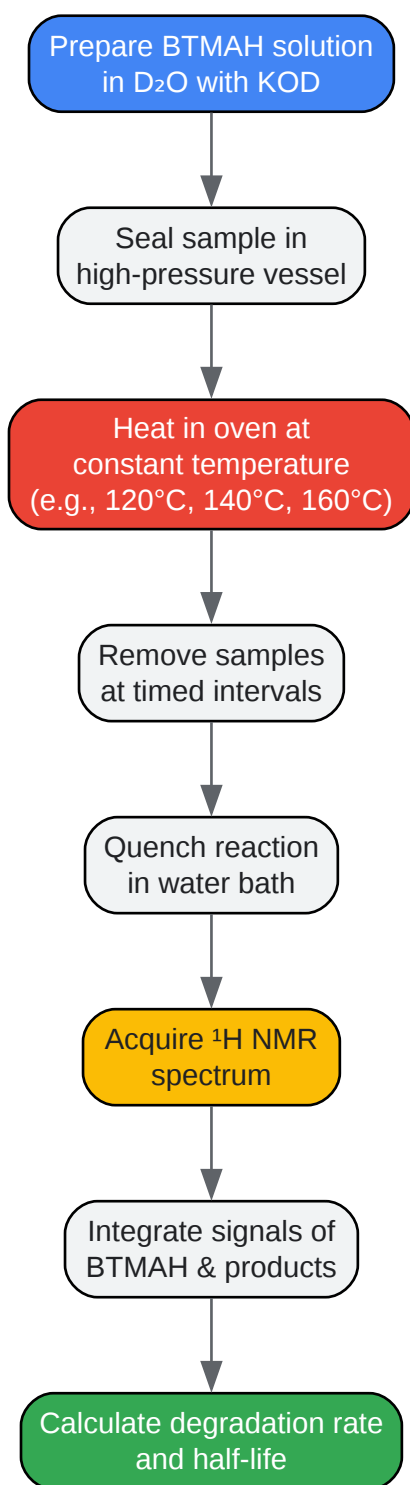 Prepare BTMAH solution
in D₂O with KOD
Seal sample in
high-pressure vessel
Heat in oven at
constant temperature
(e.g., 120°C, 140°C, 160°C)
Remove samples
at timed intervals
Quench reaction
in water bath
Acquire ¹H NMR
spectrum
Integrate signals of
BTMAH & products
Calculate degradation rate
and half-life